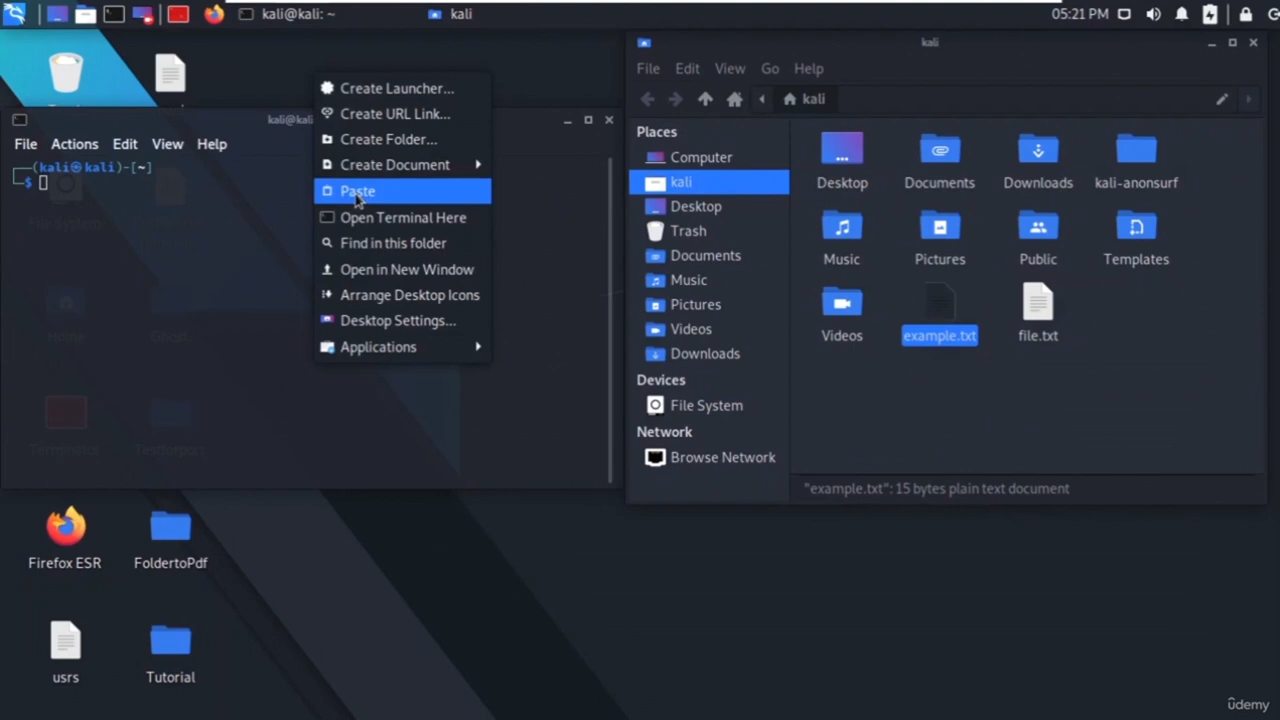 kali@kali: ~
kali
05:21 PM
kali@kali
File Actions Edit View Help
(kali㉿kali)-[~]
$
Create Launcher...
Create URL Link...
Create Folder...
Create Document
Paste
Open Terminal Here
Find in this folder
Open in New Window
Arrange Desktop Icons
Desktop Settings...
Applications
Home
Firefox ESR
FoldertoPdf
usrs
Tutorial
kali
File Edit View Go Help
kali
Places
Computer
kali
Desktop
Trash
Documents
Music
Pictures
Videos
Downloads
Devices
File System
Network
Browse Network
Desktop Documents Downloads kali-anonsurf
Music Pictures Public Templates
Videos example.txt file.txt
"example.txt": 15 bytes plain text document
ûdemy